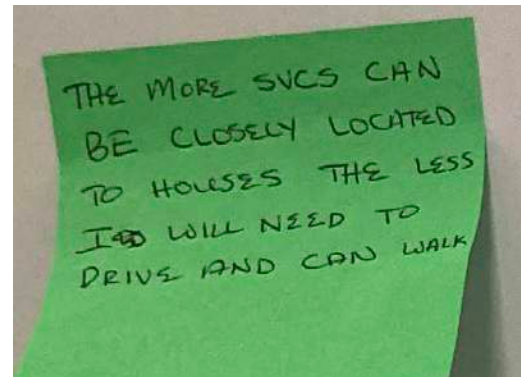 THE MORE SVCS CAN
BE CLOSELY LOCATED
TO HOUSES THE LESS
I WILL NEED TO
DRIVE AND CAN WALK